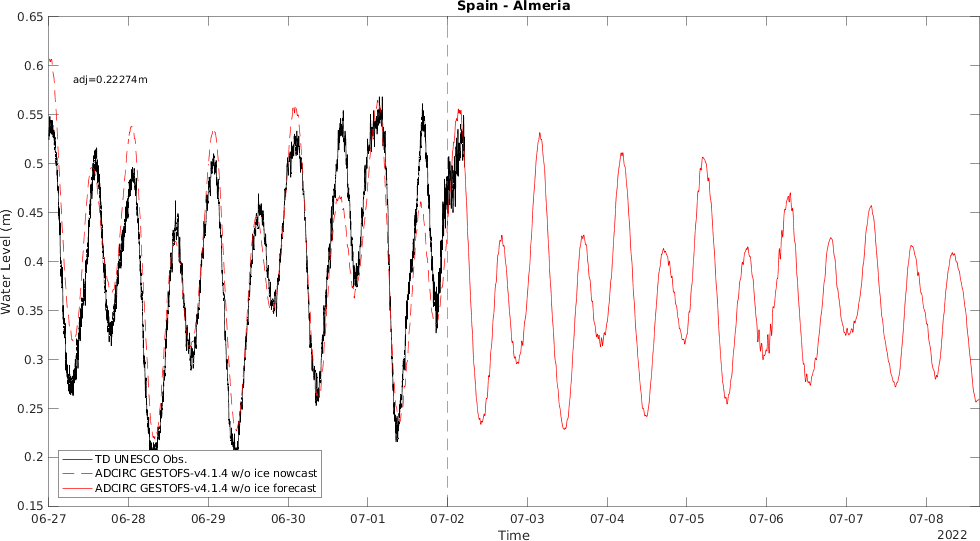 Spain - Almeria
0.65
0.6
adj=0.22274m
0.55
0.5
0.45
0.4
0.35
0.3
0.25
0.2
0.15
Water Level (m)
TD UNESCO Obs.
ADCIRC GESTOFS-v4.1.4 w/o ice nowcast
ADCIRC GESTOFS-v4.1.4 w/o ice forecast
06-27 06-28 06-29 06-30 07-01 07-02 07-03 07-04 07-05 07-06 07-07 07-08
Time
2022